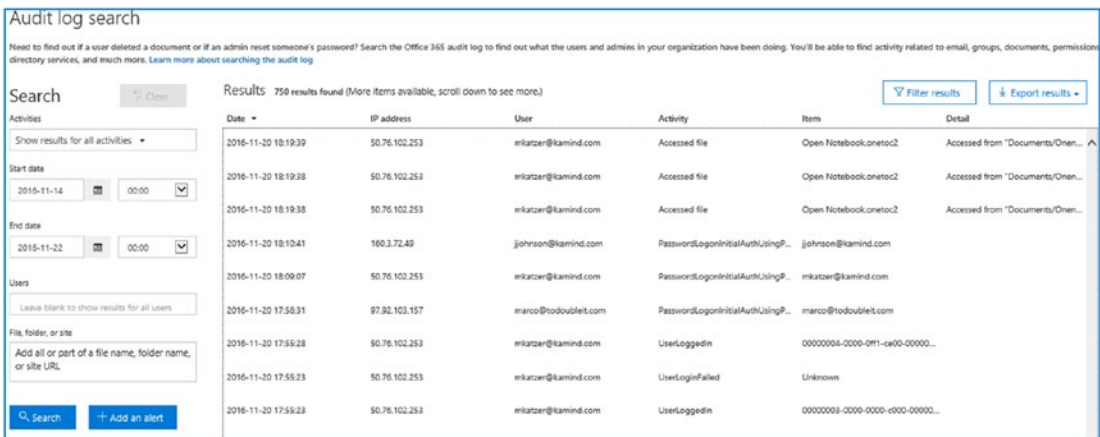 Audit log search
Need to find out if a user deleted a document or if an admin reset someone's password? Search the Office 365 audit log to find out what the users and admins in your organization have been doing. You'll be able to find activity related to email, groups, documents, permissions
directory services, and much more. Learn more about searching the audit log
Search
Clear
Activities
Show results for all activities
Start date
2016-11-14 00:00
End date
2016-11-22 00:00
Users
Leave blank to show results for all users
File, folder, or site
Add all or part of a file name, folder name,
or site URL
Search
+ Add an alert
Results 750 results found (More items available, scroll down to see more.)
Filter results
Export results
Date IP address User Activity Item Detail
2016-11-20 18:19:39 50.76.102.253 mkatzer@kamind.com Accessed file Open Notebook.onetoc2 Accessed from "Documents/Onen...
2016-11-20 18:19:38 50.76.102.253 mkatzer@kamind.com Accessed file Open Notebook.onetoc2 Accessed from "Documents/Onen...
2016-11-20 18:19:38 50.76.102.253 mkatzer@kamind.com Accessed file Open Notebook.onetoc2 Accessed from "Documents/Onen...
2016-11-20 18:10:41 160.3.72.49 jjohnson@kamind.com PasswordLogonInitialAuthUsingP... jjohnson@kamind.com
2016-11-20 18:09:07 50.76.102.253 mkatzer@kamind.com PasswordLogonInitialAuthUsingP... mkatzer@kamind.com
2016-11-20 17:56:31 97.92.103.157 marco@todoubleit.com PasswordLogonInitialAuthUsingP... marco@todoubleit.com
2016-11-20 17:55:28 50.76.102.253 mkatzer@kamind.com UserLoggedIn 00000004-0000-0ff1-ce00-00000...
2016-11-20 17:55:23 50.76.102.253 mkatzer@kamind.com UserLoginFailed Unknown
2016-11-20 17:55:23 50.76.102.253 mkatzer@kamind.com UserLoggedIn 00000003-0000-0000-c000-00000...